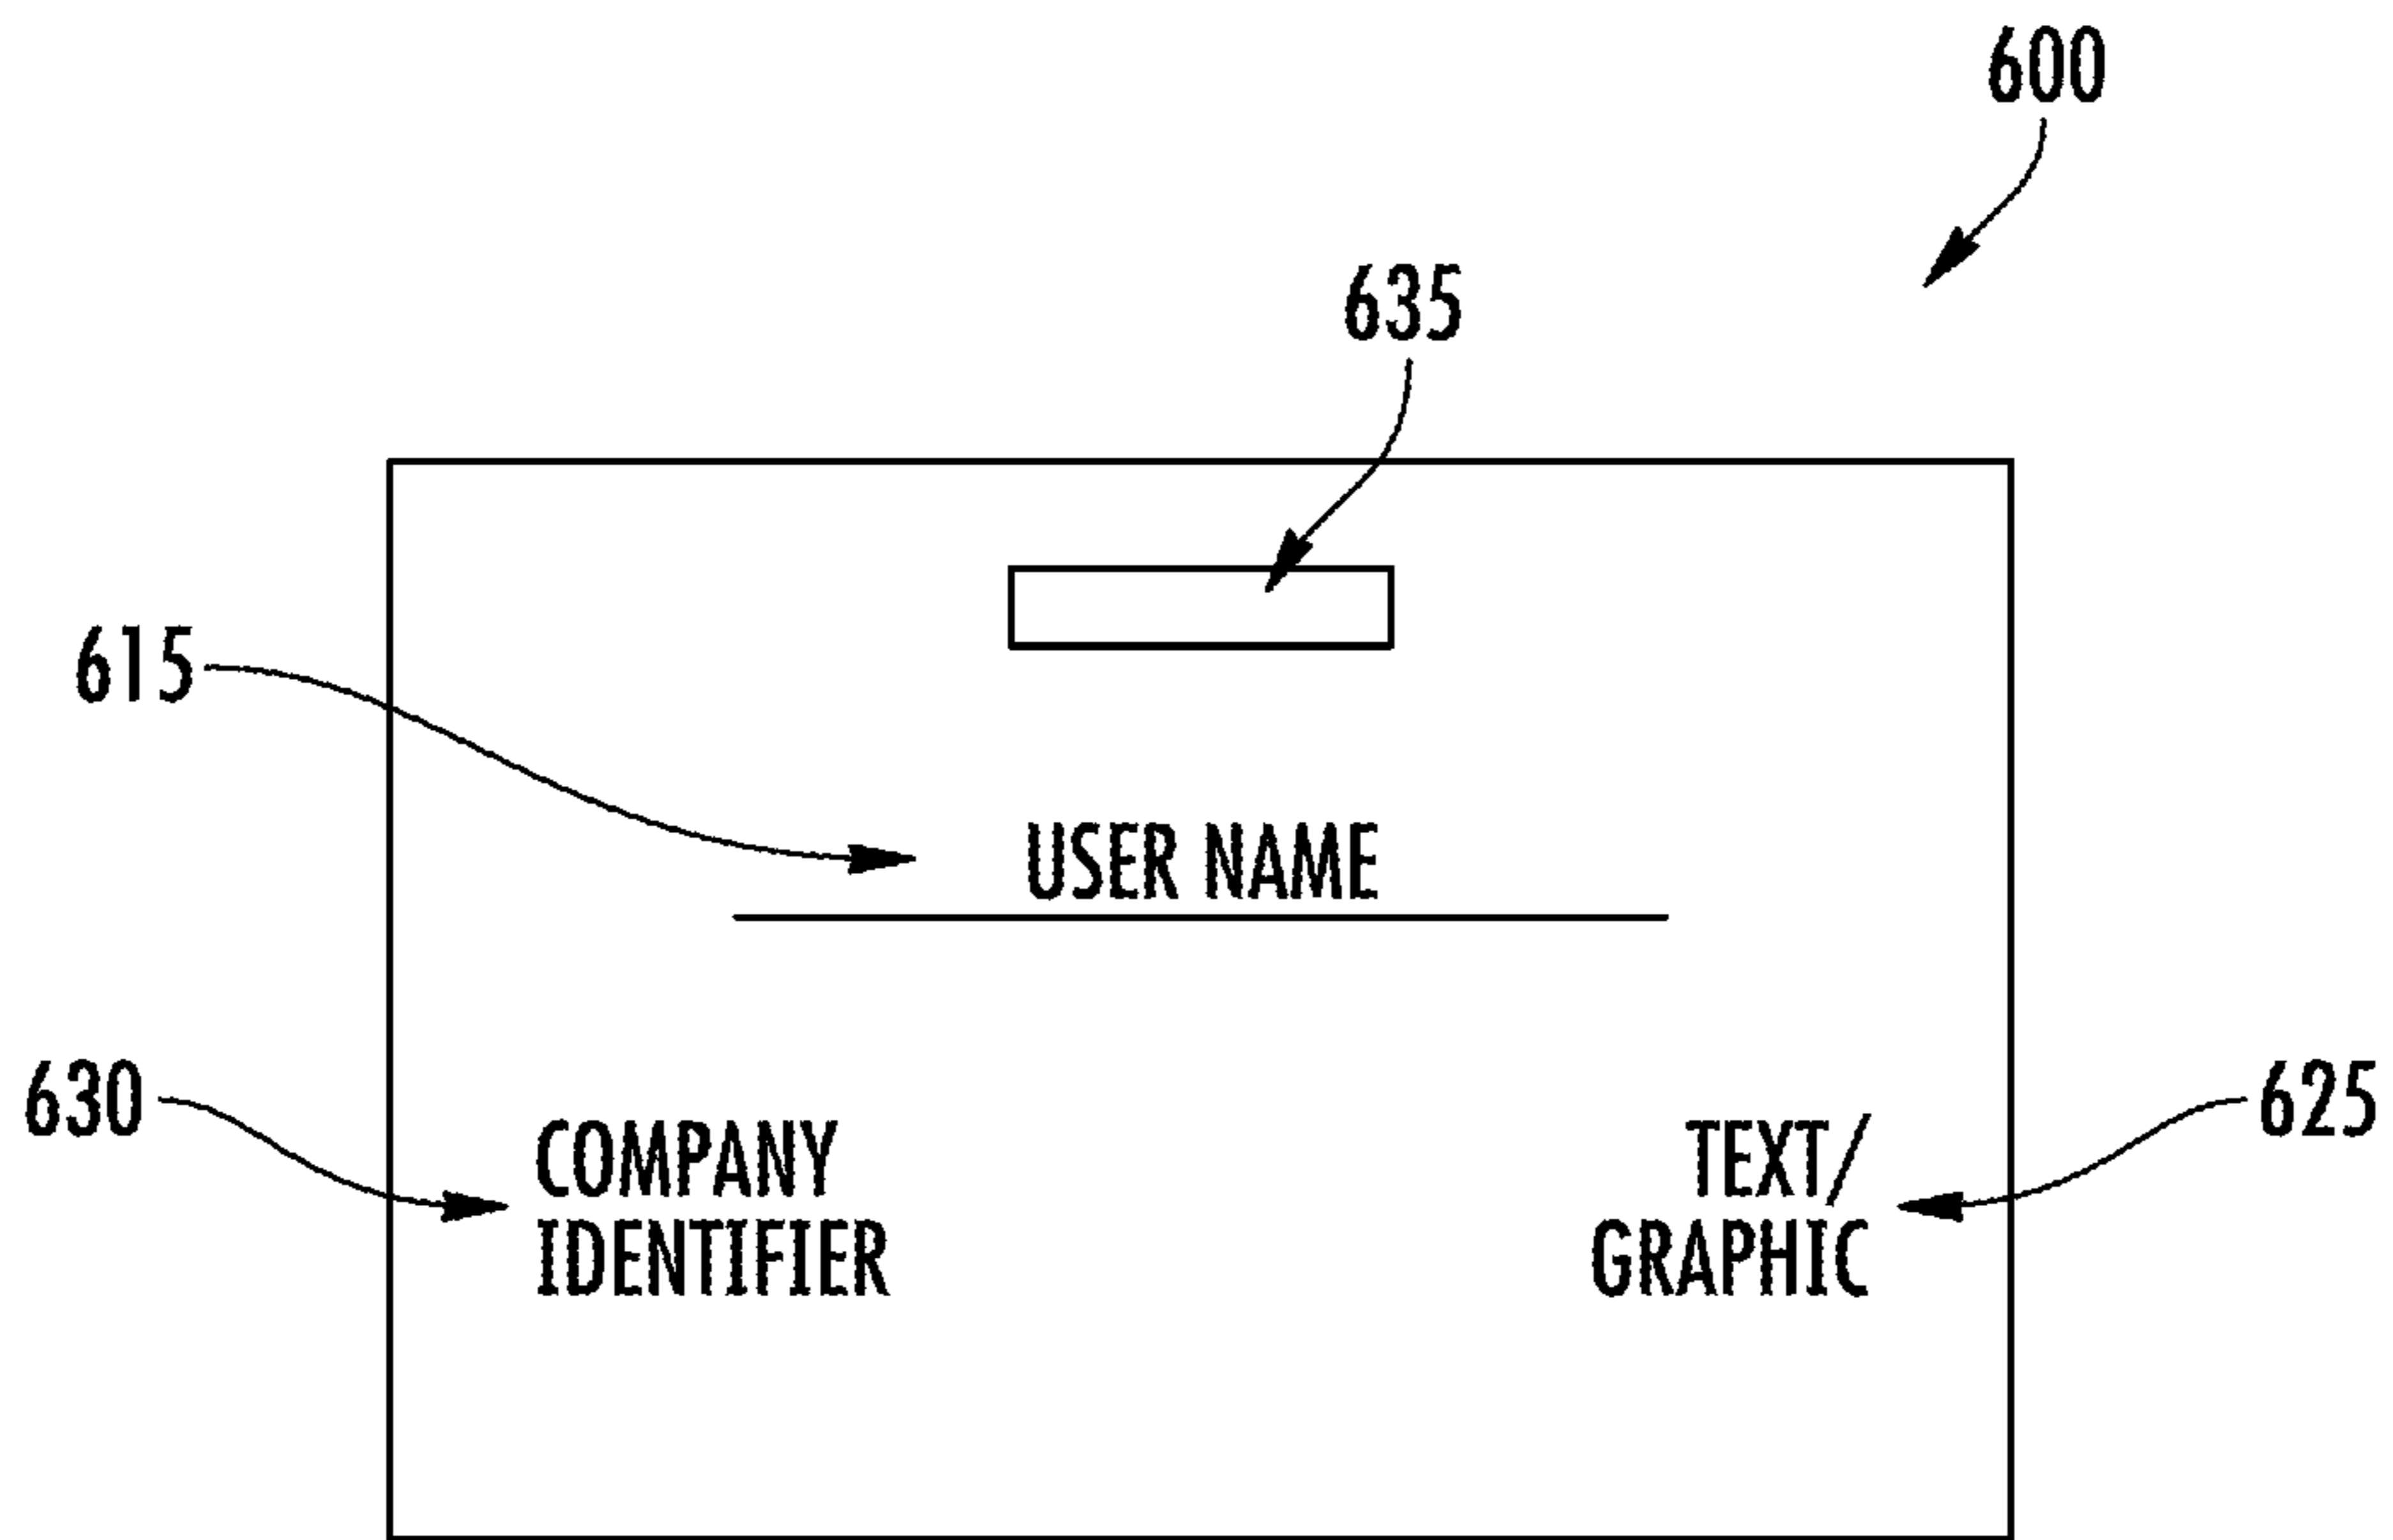 600
635
615
USER NAME
630
COMPANY
IDENTIFIER
TEXT/
GRAPHIC
625